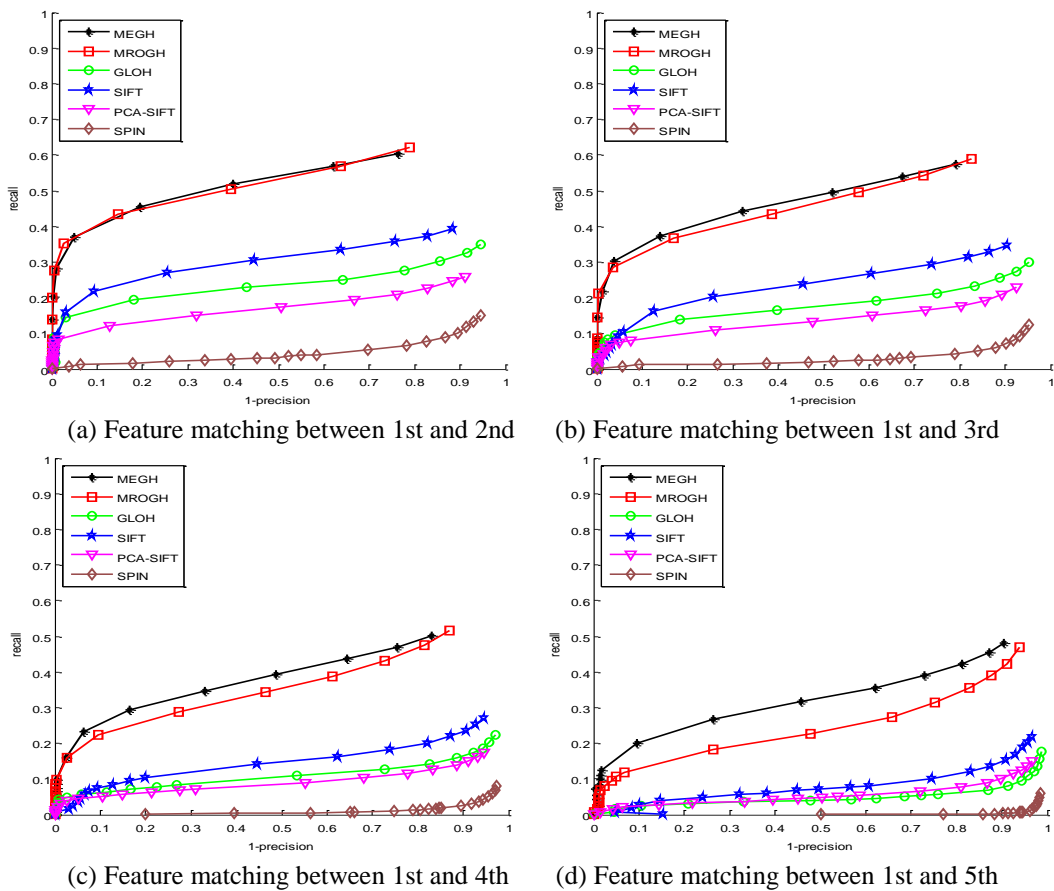 1
0.9
0.8
0.7
0.6
0.5
0.4
0.3
0.2
0.1
0
recall
MEGH
MROGH
GLOH
SIFT
PCA-SIFT
SPIN
0 0.1 0.2 0.3 0.4 0.5 0.6 0.7 0.8 0.9 1
1-precision
(a) Feature matching between 1st and 2nd
1
0.9
0.8
0.7
0.6
0.5
0.4
0.3
0.2
0.1
0
recall
MEGH
MROGH
GLOH
SIFT
PCA-SIFT
SPIN
0 0.1 0.2 0.3 0.4 0.5 0.6 0.7 0.8 0.9 1
1-precision
(b) Feature matching between 1st and 3rd
1
0.9
0.8
0.7
0.6
0.5
0.4
0.3
0.2
0.1
0
recall
MEGH
MROGH
GLOH
SIFT
PCA-SIFT
SPIN
0 0.1 0.2 0.3 0.4 0.5 0.6 0.7 0.8 0.9 1
1-precision
(c) Feature matching between 1st and 4th
1
0.9
0.8
0.7
0.6
0.5
0.4
0.3
0.2
0.1
0
recall
MEGH
MROGH
GLOH
SIFT
PCA-SIFT
SPIN
0 0.1 0.2 0.3 0.4 0.5 0.6 0.7 0.8 0.9 1
1-precision
(d) Feature matching between 1st and 5th